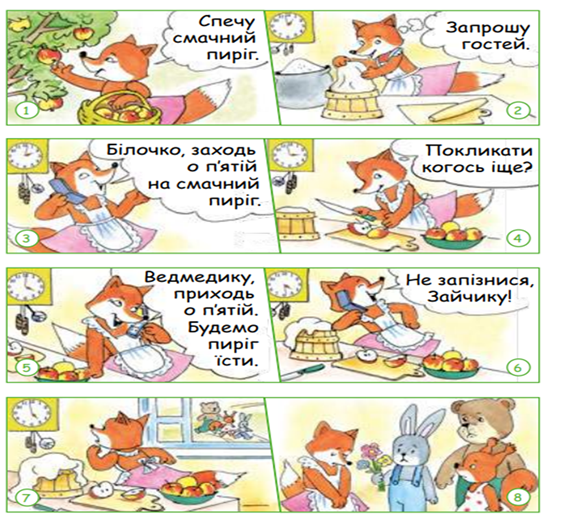 Спечу
смачний
пиріг.
1
Запрошу
гостей.
2
Білочко, заходь
о п'ятій
на смачний
пиріг.
3
Покликати
когось іще?
4
Ведмедику,
приходь
о п'ятій.
Будемо
пиріг
їсти.
5
Не запізнися,
Зайчику!
6
7
8